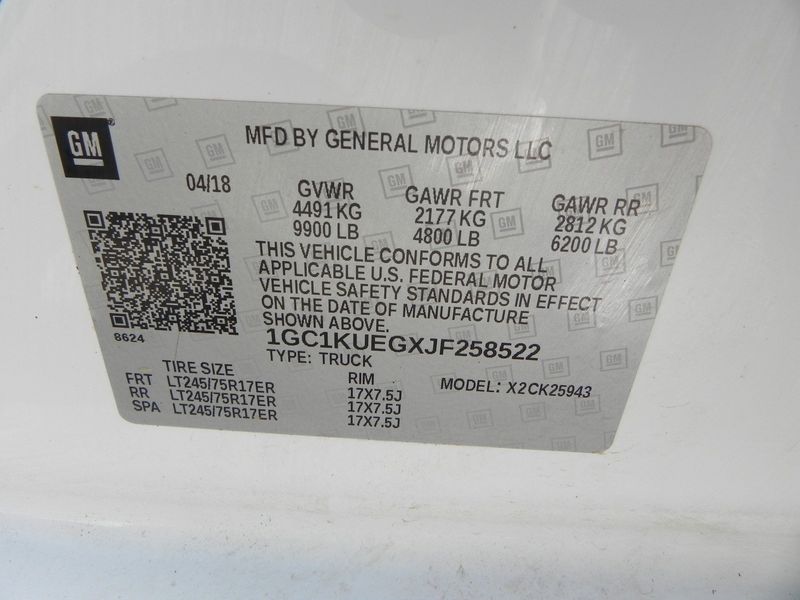 GM
MFD BY GENERAL MOTORS LLC
04/18 GVWR GAWR FRT GAWR RR
4491 KG 2177 KG 2812 KG
9900 LB 4800 LB 6200 LB
THIS VEHICLE CONFORMS TO ALL
APPLICABLE U.S. FEDERAL MOTOR
VEHICLE SAFETY STANDARDS IN EFFECT
ON THE DATE OF MANUFACTURE
SHOWN ABOVE.
8624
1GC1KUEGXJF258522
TYPE: TRUCK
TIRE SIZE RIM MODEL: X2CK25943
FRT LT245/75R17ER 17X7.5J
RR LT245/75R17ER 17X7.5J
SPA LT245/75R17ER 17X7.5J